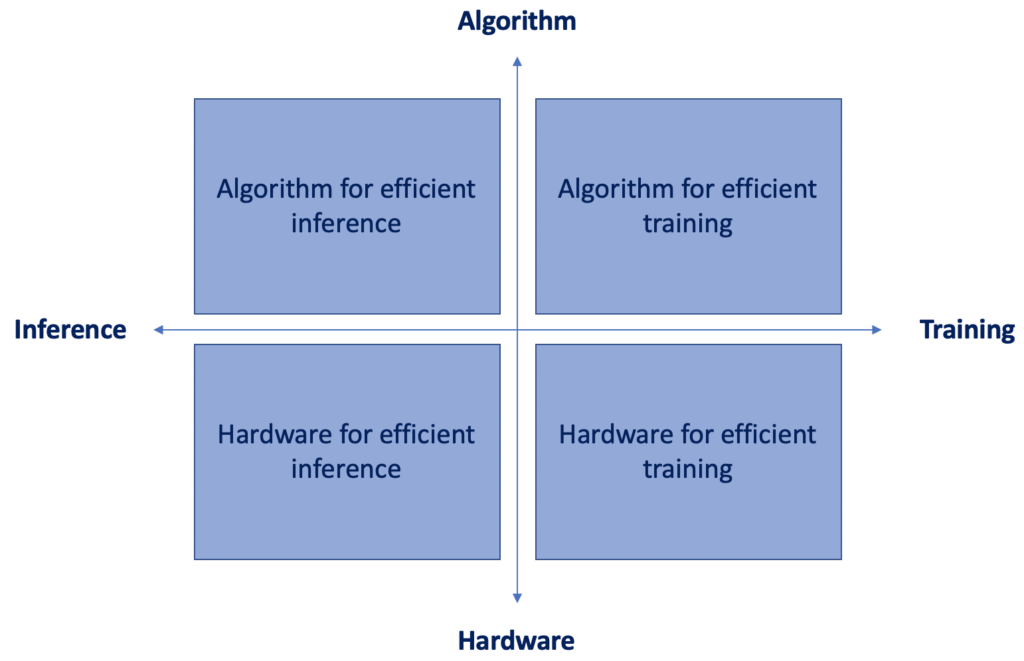 Algorithm
Algorithm for efficient
inference
Algorithm for efficient
training
Inference
Training
Hardware for efficient
inference
Hardware for efficient
training
Hardware